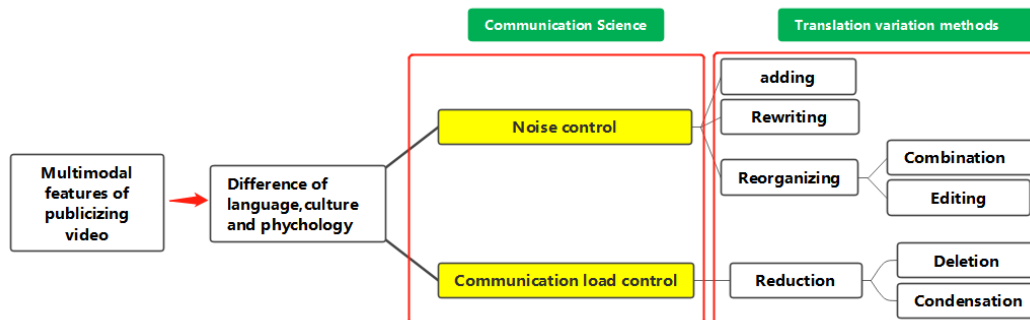 Communication Science
Translation variation methods
adding
Noise control
Rewriting
Combination
Multimodal
features of
publicizing
video
Difference of
language,culture
and phychology
Reorganizing
Editing
Deletion
Communication load control
Reduction
Condensation